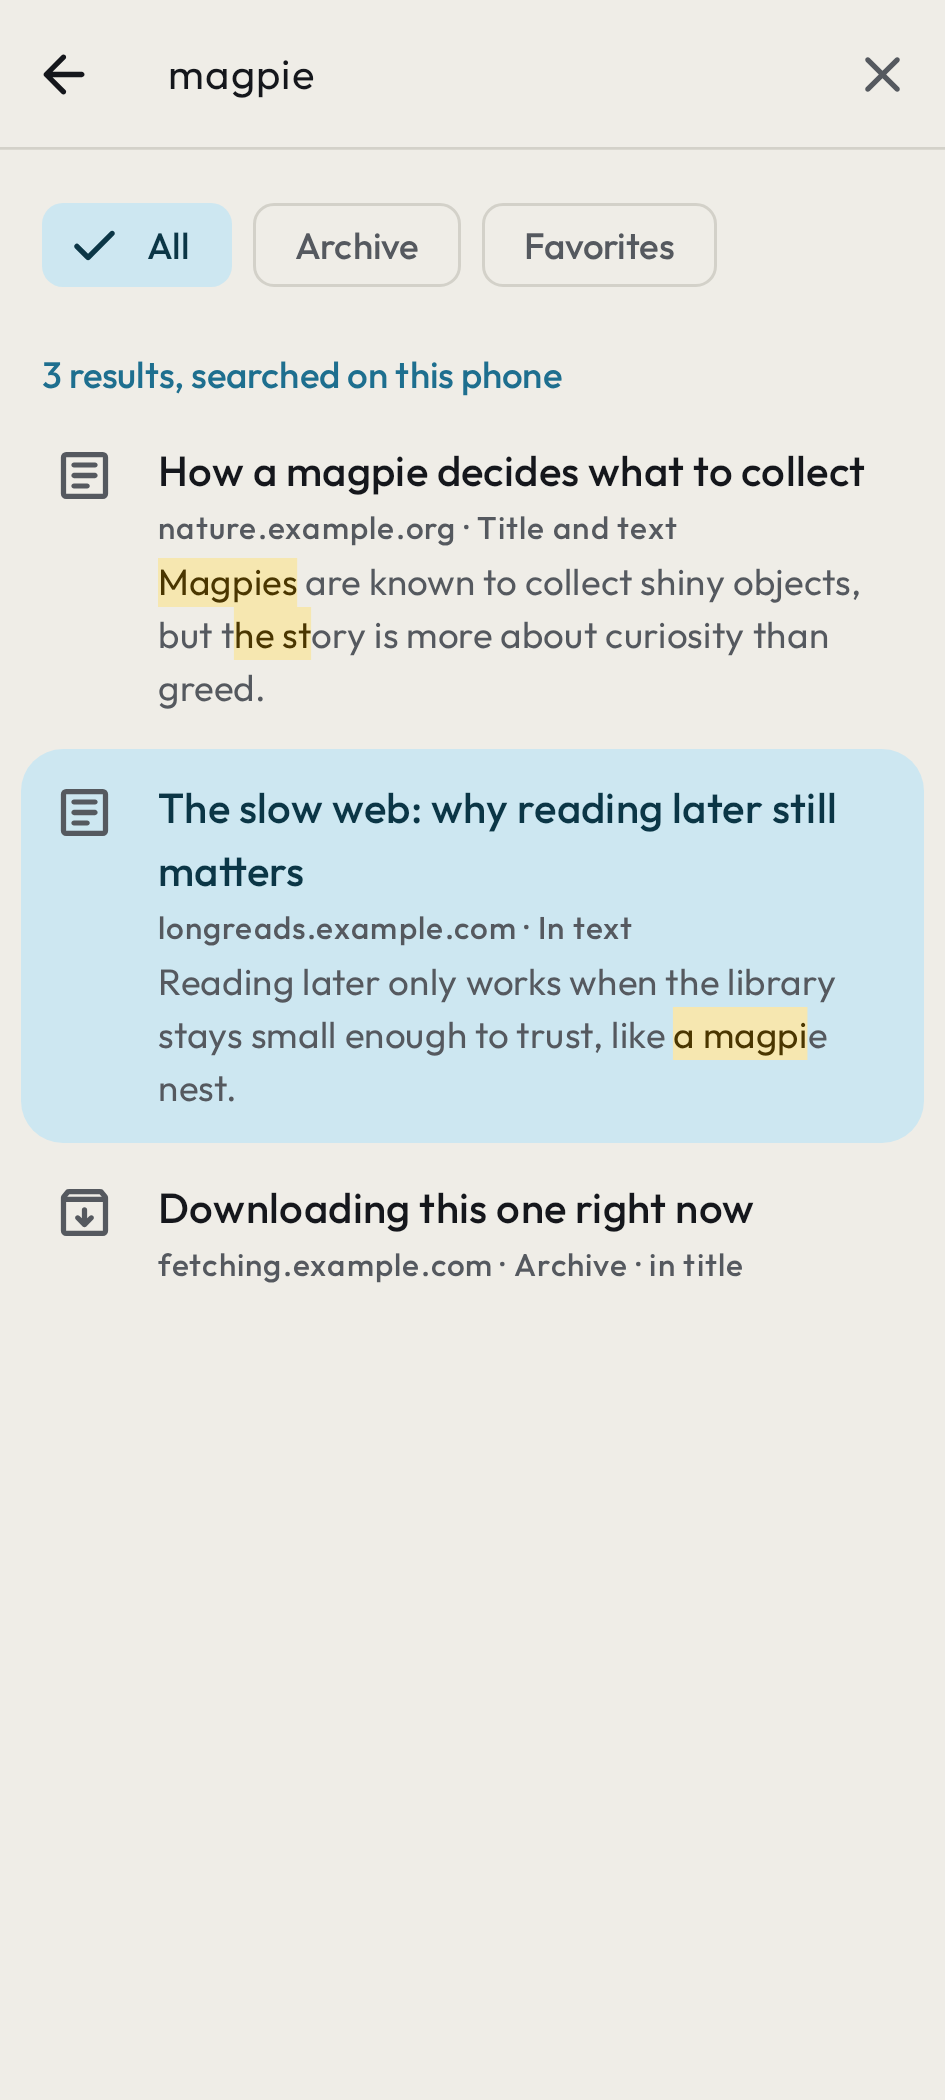 magpie
All
Archive
Favorites
3 results, searched on this phone
How a magpie decides what to collect
nature.example.org · Title and text
Magpies are known to collect shiny objects,
but the story is more about curiosity than
greed.
The slow web: why reading later still
matters
longreads.example.com · In text
Reading later only works when the library
stays small enough to trust, like a magpie
nest.
Downloading this one right now
fetching.example.com · Archive · in title